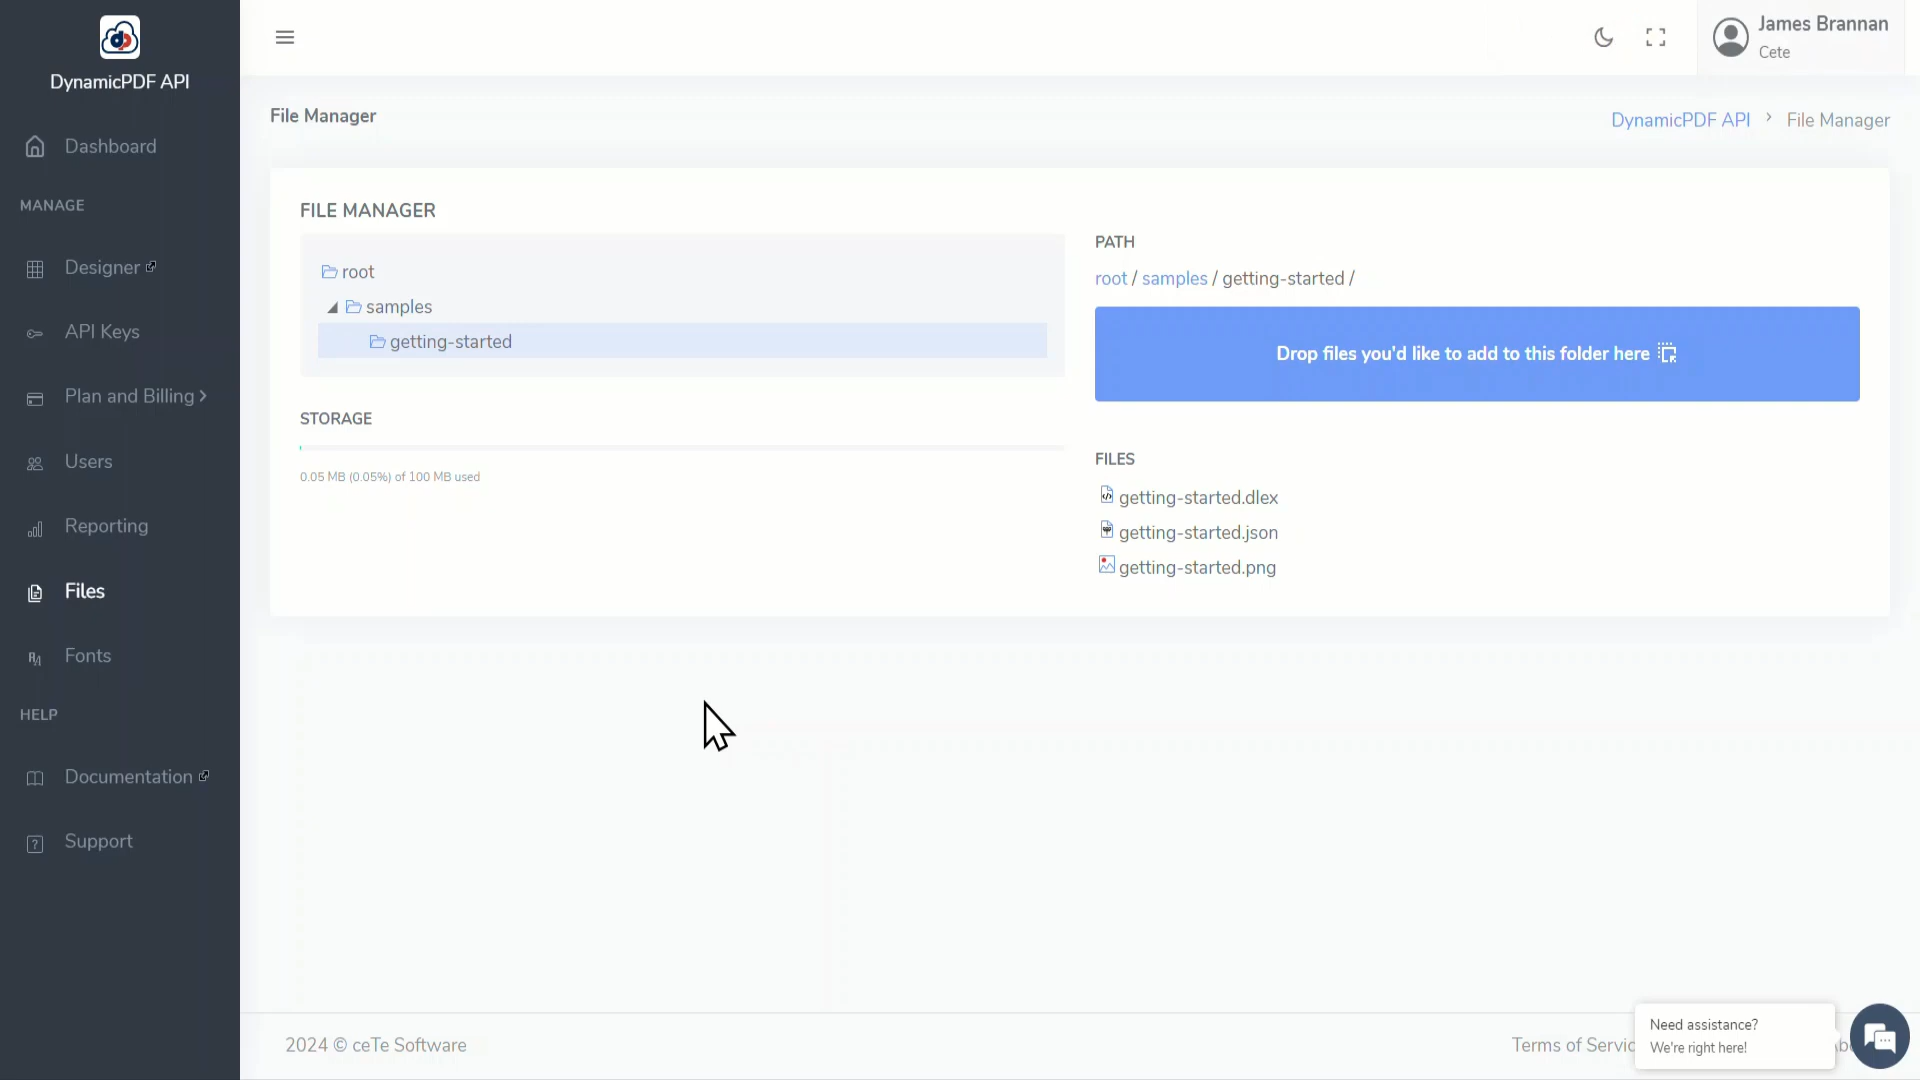 DynamicPDF API
Dashboard
MANAGE
Designer
API Keys
Plan and Billing
Users
Reporting
Files
Fonts
HELP
Documentation
Support
James Brannan
Cete
File Manager
DynamicPDF API > File Manager
FILE MANAGER
root
samples
getting-started
STORAGE
0.05 MB (0.05%) of 100 MB used
PATH
root / samples / getting-started /
Drop files you'd like to add to this folder here
FILES
getting-started.dlex
getting-started.json
getting-started.png
2024 © ceTe Software
Terms of
Need assistance?
We're right here!